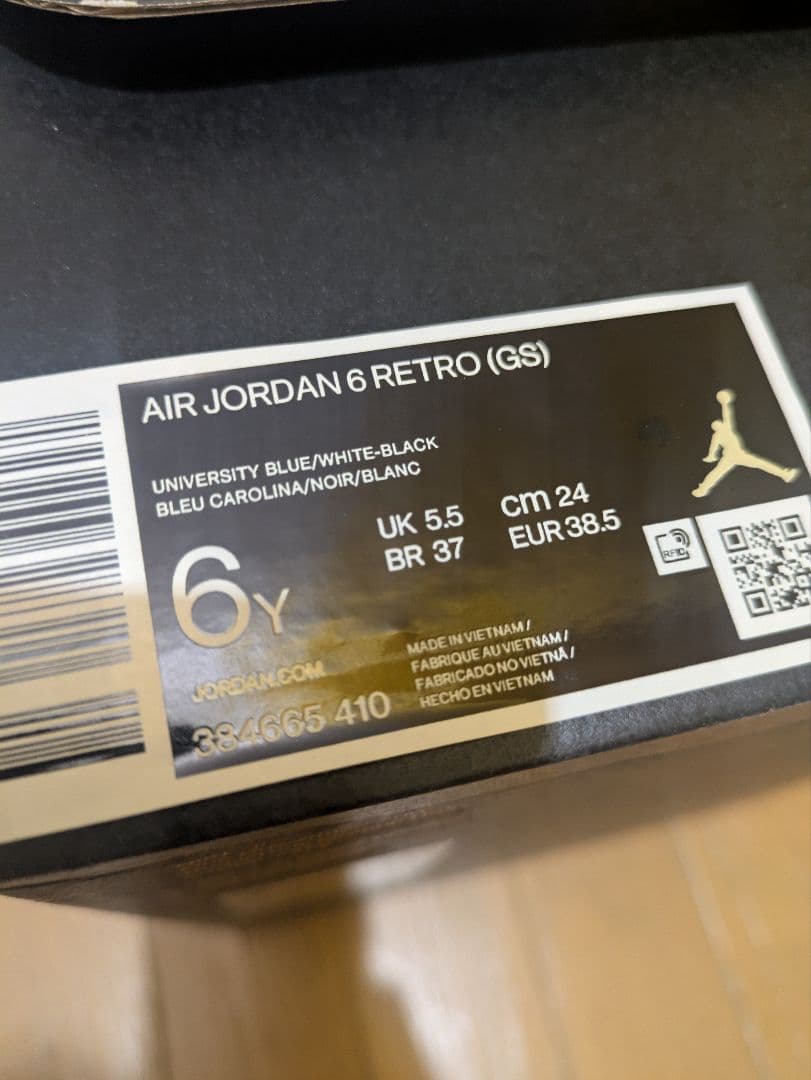 AIR JORDAN 6 RETRO (GS)
UNIVERSITY BLUE/WHITE-BLACK
BLEU CAROLINA/NOIR/BLANC
6Y
UK 5.5
cm 24
BR 37
EUR 38.5
RFID
JORDAN.COM
384665 410
MADE IN VIETNAM /
FABRIQUE AU VIETNAM /
FABRICADO NO VIETNÃ /
HECHO EN VIETNAM